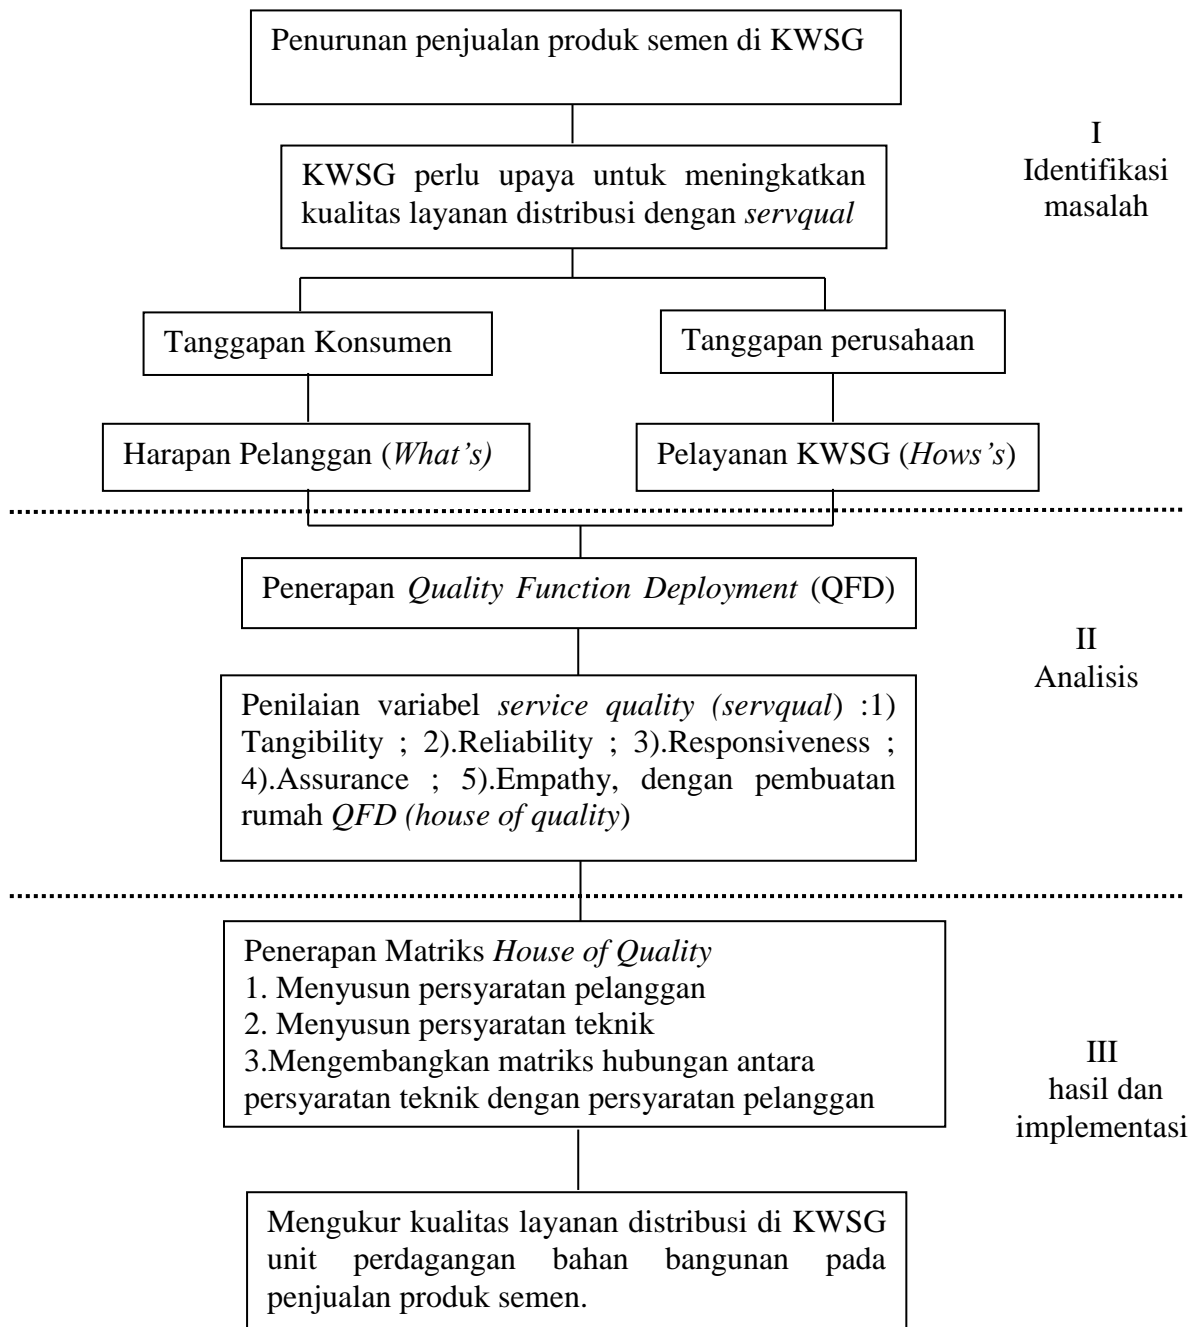 Penurunan penjualan produk semen di KWSG
I
Identifikasi
masalah
KWSG perlu upaya untuk meningkatkan
kualitas layanan distribusi dengan servqual
Tanggapan Konsumen
Tanggapan perusahaan
Harapan Pelanggan (What’s)
Pelayanan KWSG (Hows’s)
Penerapan Quality Function Deployment (QFD)
II
Analisis
Penilaian variabel service quality (servqual) :1)
Tangibility ; 2).Reliability ; 3).Responsiveness ;
4).Assurance ; 5).Empathy, dengan pembuatan
rumah QFD (house of quality)
Penerapan Matriks House of Quality
1. Menyusun persyaratan pelanggan
2. Menyusun persyaratan teknik
3.Mengembangkan matriks hubungan antara
persyaratan teknik dengan persyaratan pelanggan
III
hasil dan
implementasi
Mengukur kualitas layanan distribusi di KWSG
unit perdagangan bahan bangunan pada
penjualan produk semen.